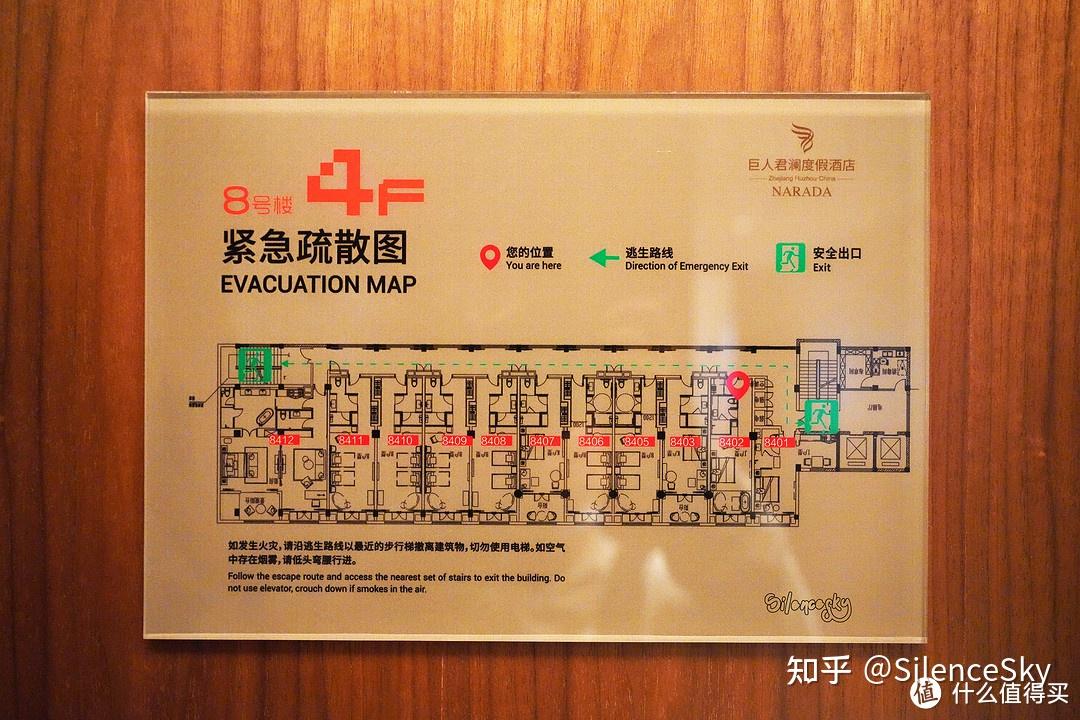 巨人君澜度假酒店
Zhejiang Huzhou China
NARADA
8号楼 4F
紧急疏散图
EVACUATION MAP
您的位置
You are here
逃生路线
Direction of Emergency Exit
安全出口
Exit
8412 8411 8410 8409 8408 8407 8406 8405 8403 8402 8401
如发生火灾,请沿逃生路线以最近的步行梯撤离建筑物,切勿使用电梯。如空气
中存在烟雾,请低头弯腰行进。
Follow the escape route and access the nearest set of stairs to exit the building. Do
not use elevator, crouch down if smokes in the air.
SilenceSky
知乎 @SilenceSky
值 什么值得买